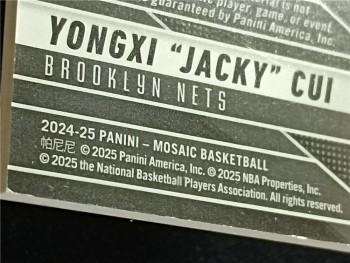 is not
player, game, or event.
guaranteed by Panini America, Inc.
YONGXI "JACKY" CUI
BROOKLYN NETS
2024-25 PANINI – MOSAIC BASKETBALL
帕尼尼 © 2025 Panini America, Inc. © 2025 NBA Properties, Inc.
© 2025 the National Basketball Players Association. All rights reserved.